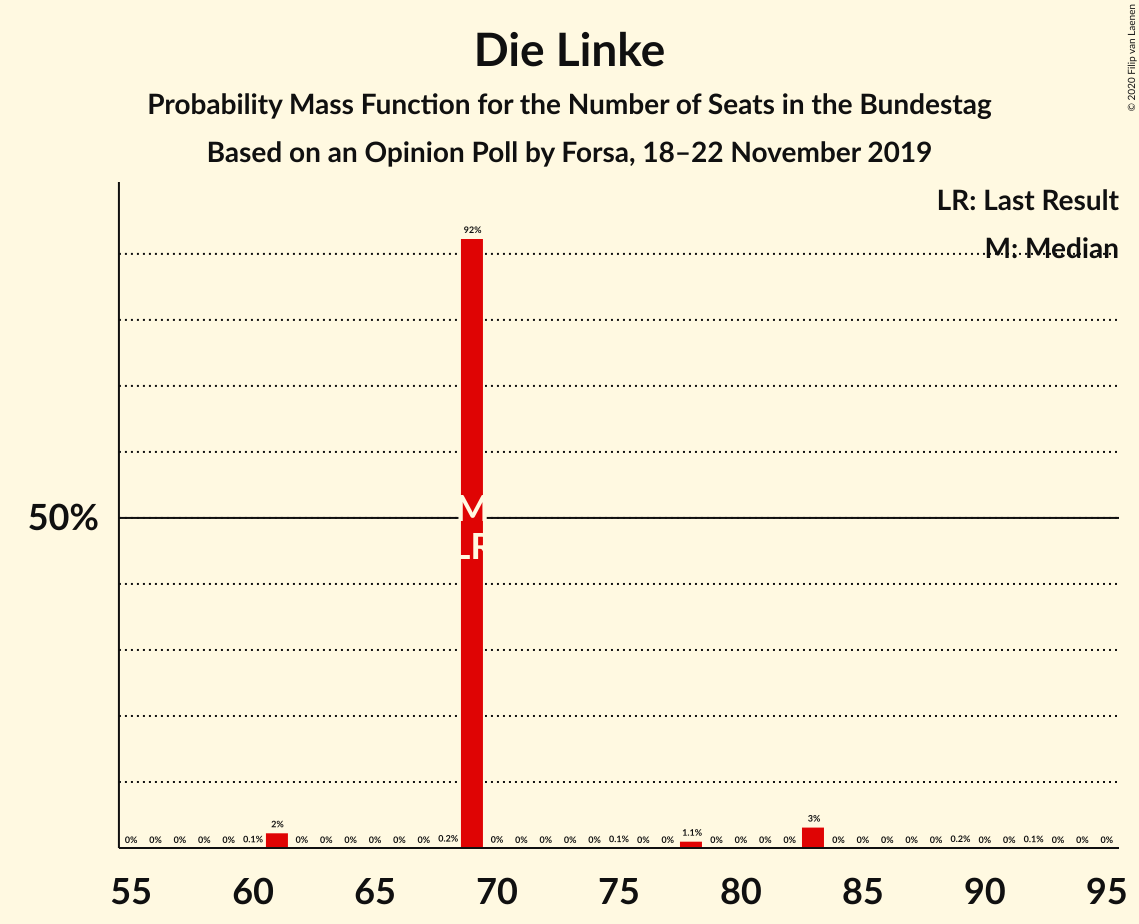 Die Linke
Probability Mass Function for the Number of Seats in the Bundestag
Based on an Opinion Poll by Forsa, 18–22 November 2019
© 2020 Filip van Laenen
LR: Last Result
M: Median
92%
50%
M
LR
0% 0% 0% 0% 0% 0.1% 2% 0% 0% 0% 0% 0% 0% 0.2% 0% 0% 0% 0% 0% 0.1% 0% 0% 1.1% 0% 0% 0% 0% 3% 0% 0% 0% 0% 0% 0.2% 0% 0% 0.1% 0% 0% 0%
55 60 65 70 75 80 85 90 95